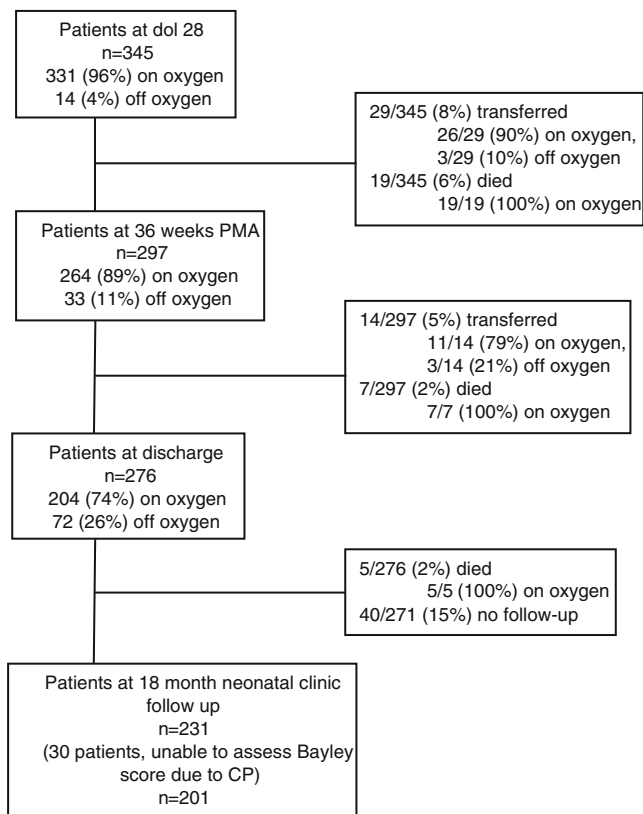 Patients at dol 28
n=345
331 (96%) on oxygen
14 (4%) off oxygen
29/345 (8%) transferred
26/29 (90%) on oxygen,
3/29 (10%) off oxygen
19/345 (6%) died
19/19 (100%) on oxygen
Patients at 36 weeks PMA
n=297
264 (89%) on oxygen
33 (11%) off oxygen
14/297 (5%) transferred
11/14 (79%) on oxygen,
3/14 (21%) off oxygen
7/297 (2%) died
7/7 (100%) on oxygen
Patients at discharge
n=276
204 (74%) on oxygen
72 (26%) off oxygen
5/276 (2%) died
5/5 (100%) on oxygen
40/271 (15%) no follow-up
Patients at 18 month neonatal clinic
follow up
n=231
(30 patients, unable to assess Bayley
score due to CP)
n=201